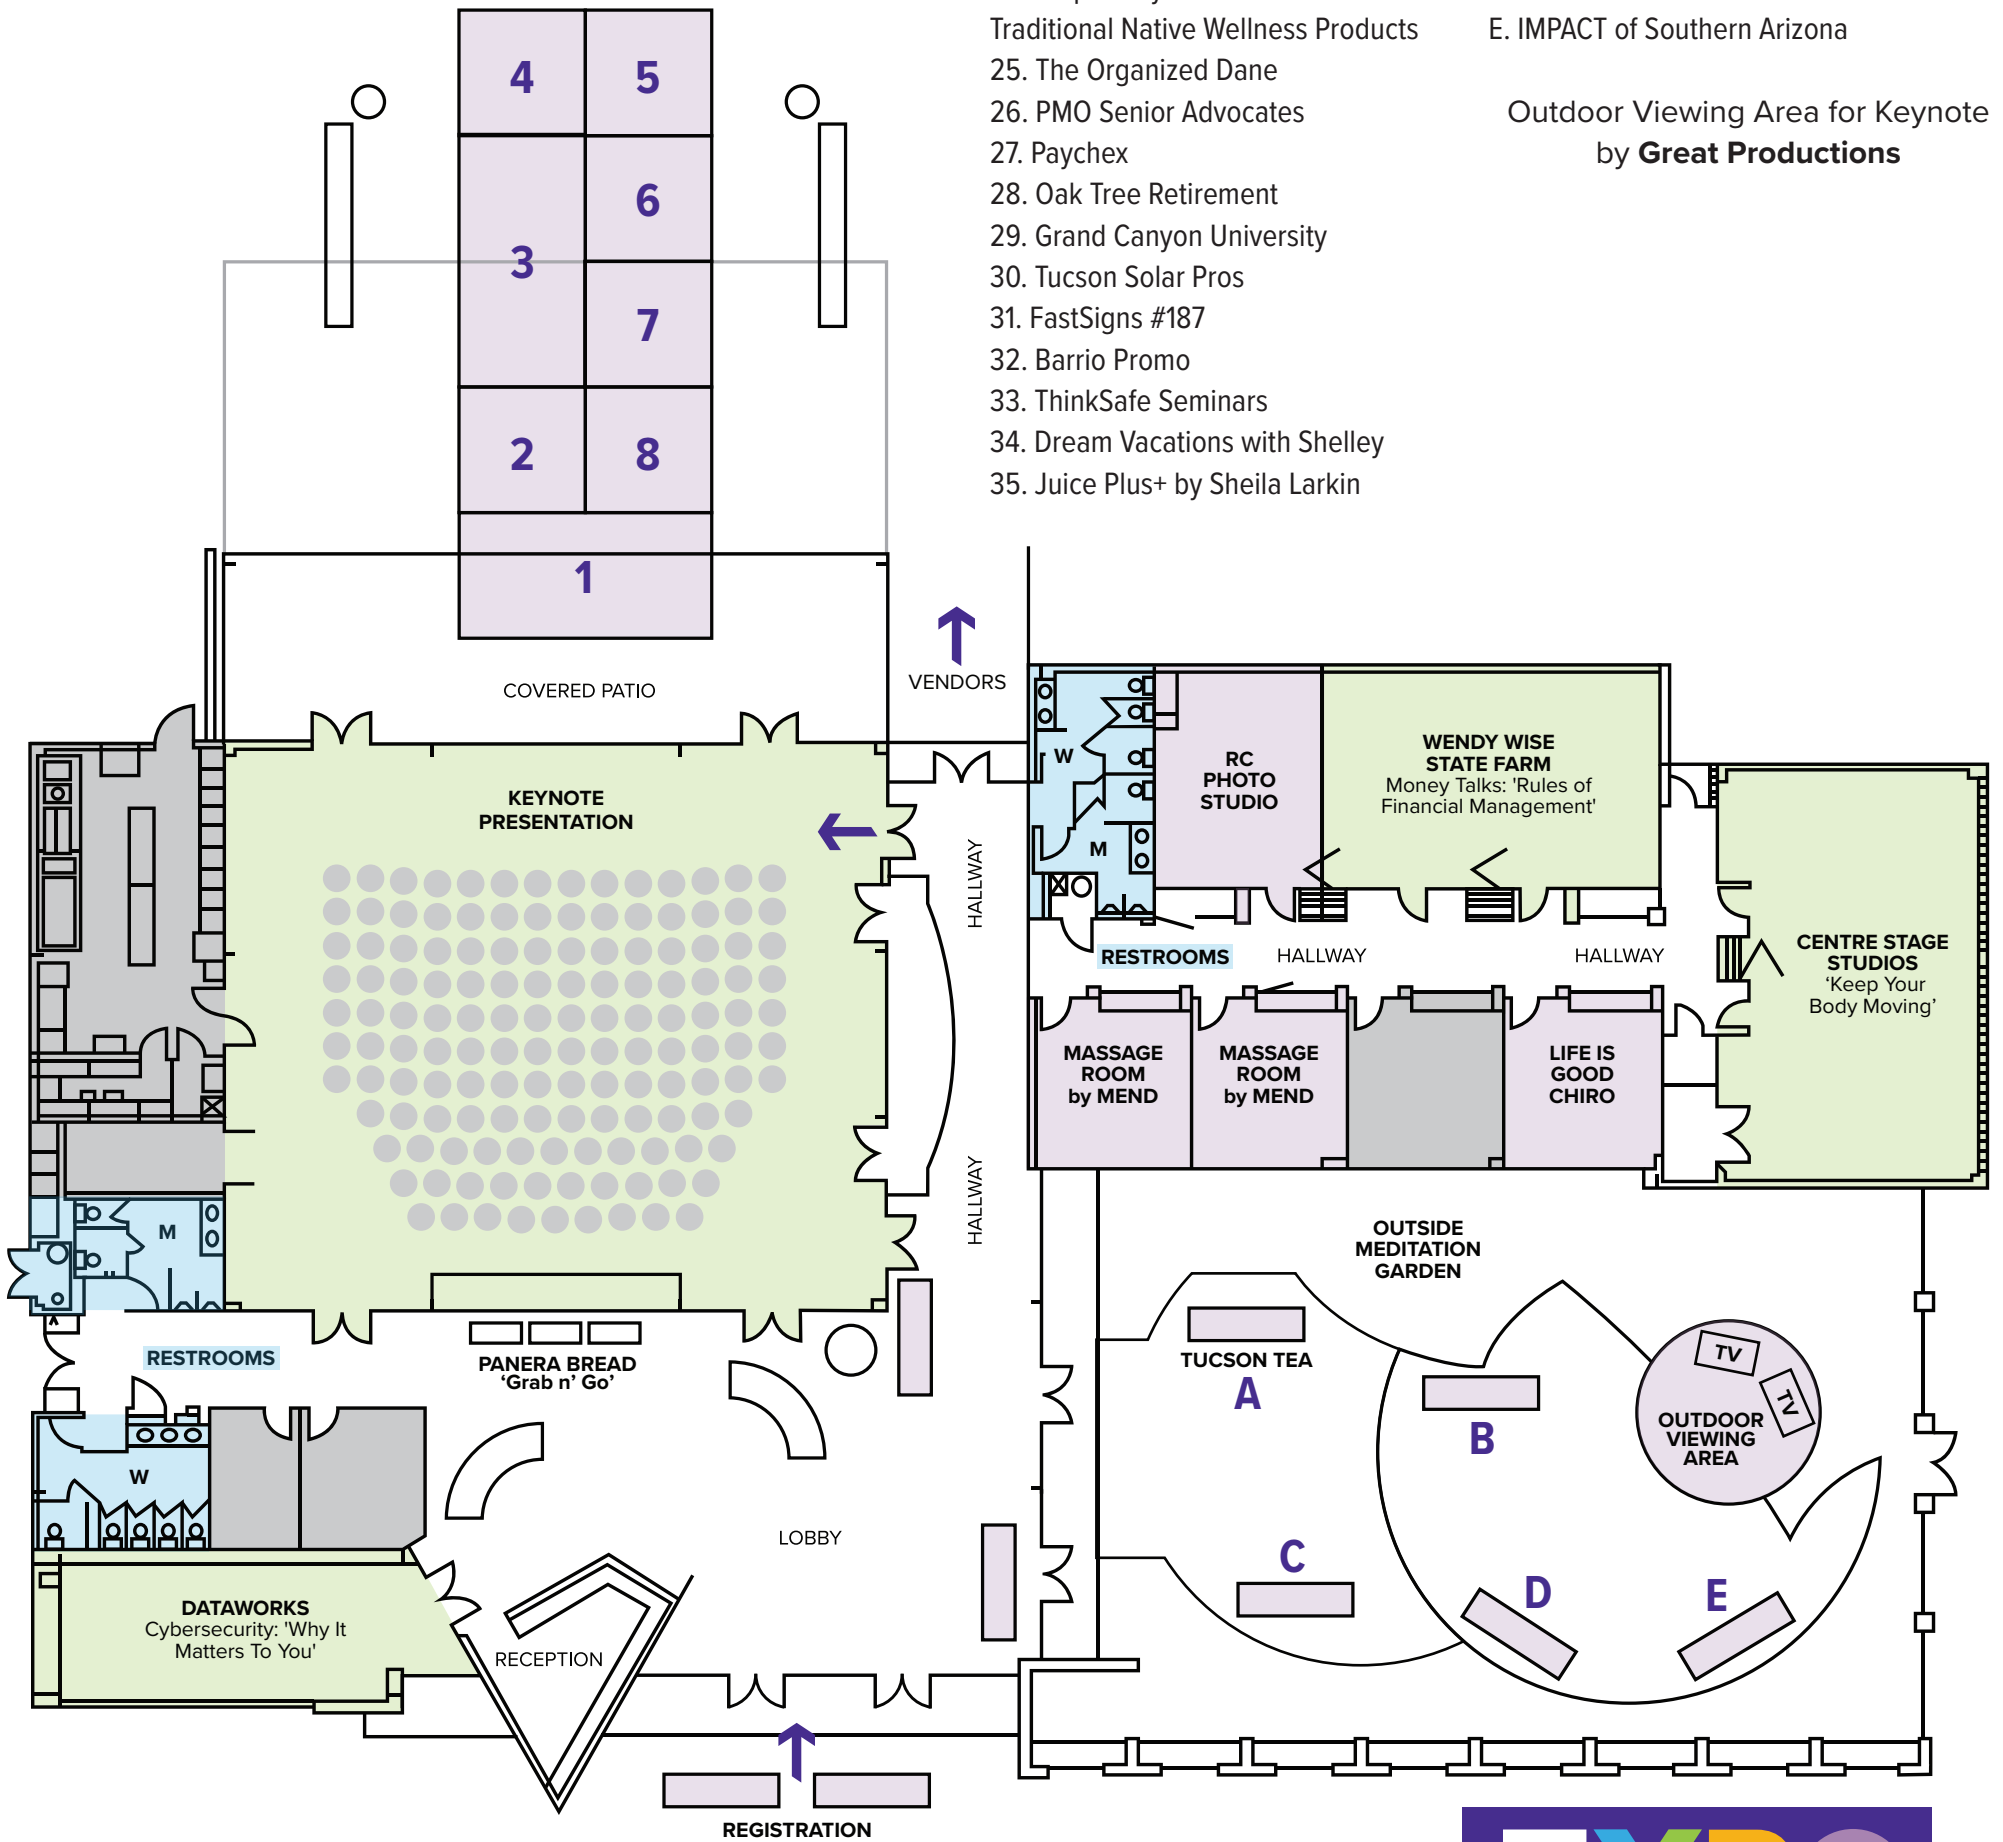 Traditional Native Wellness Products
25. The Organized Dane
26. PMO Senior Advocates
27. Paychex
28. Oak Tree Retirement
29. Grand Canyon University
30. Tucson Solar Pros
31. FastSigns #187
32. Barrio Promo
33. ThinkSafe Seminars
34. Dream Vacations with Shelley
35. Juice Plus+ by Sheila Larkin
E. IMPACT of Southern Arizona
Outdoor Viewing Area for Keynote
by Great Productions
4
5
6
3
7
2
8
1
COVERED PATIO
VENDORS
KEYNOTE
PRESENTATION
HALLWAY
HALLWAY
W
M
RC
PHOTO
STUDIO
WENDY WISE
STATE FARM
Money Talks: 'Rules of
Financial Management'
RESTROOMS
HALLWAY
HALLWAY
CENTRE STAGE
STUDIOS
‘Keep Your
Body Moving’
MASSAGE
ROOM
by MEND
MASSAGE
ROOM
by MEND
LIFE IS
GOOD
CHIRO
M
RESTROOMS
W
PANERA BREAD
‘Grab n’ Go’
OUTSIDE
MEDITATION
GARDEN
TUCSON TEA
A
B
TV
TV
OUTDOOR
VIEWING
AREA
C
D
E
LOBBY
DATAWORKS
Cybersecurity: 'Why It
Matters To You'
RECEPTION
REGISTRATION
EXPO